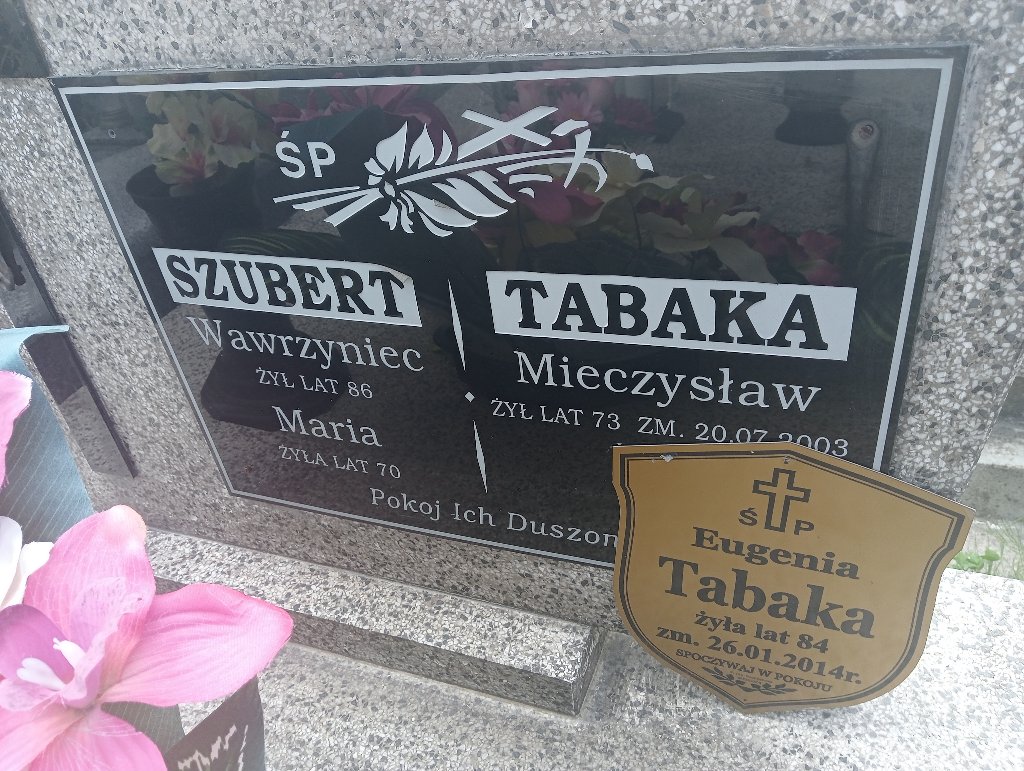 ŚP
SZUBERT
Wawrzyniec
ŻYŁ LAT 86
Maria
ŻYŁA LAT 70
TABAKA
Mieczysław
ŻYŁ LAT 73 ZM. 20.07.2003
Pokoj Ich Duszom
Ś P
Eugenia
Tabaka
żyła lat 84
zm. 26.01.2014r.
SPOCZYWAJ W POKOJU